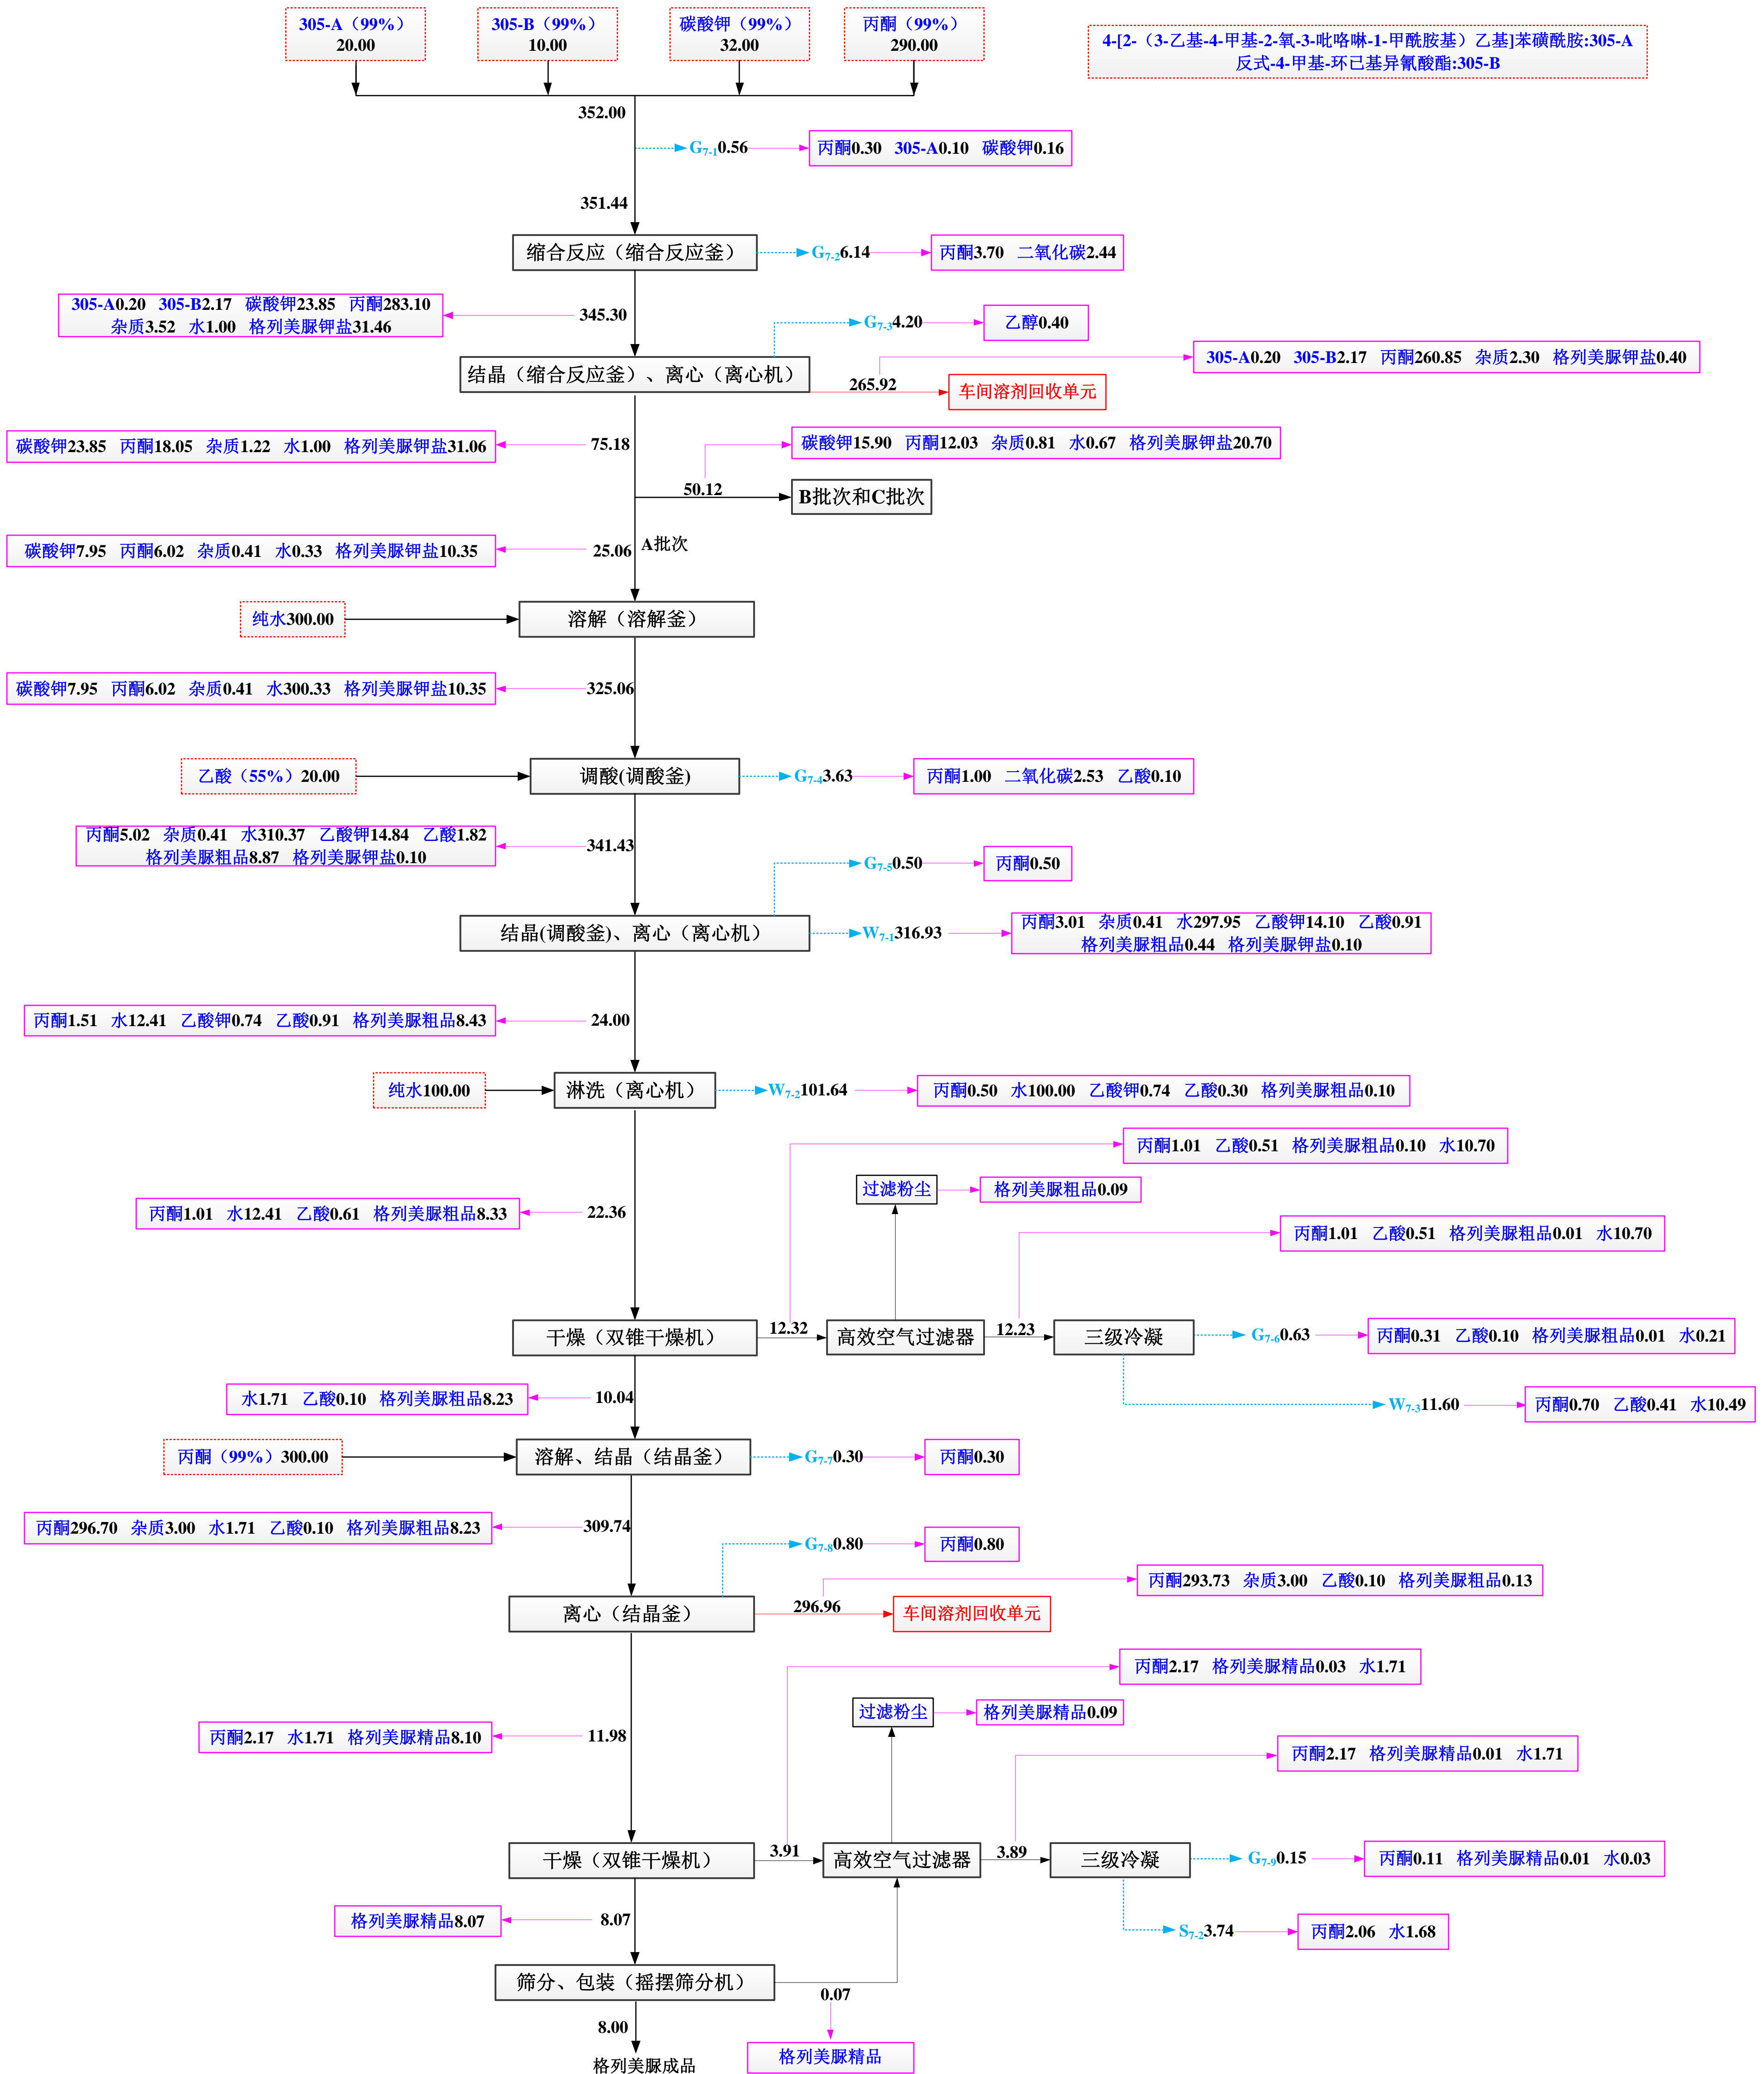 305-A（99%）
20.00
305-B（99%）
10.00
碳酸钾（99%）
32.00
丙酮（99%）
290.00
4-[2-（3-乙基-4-甲基-2-氧-3-吡咯啉-1-甲酰胺基）乙基]苯磺酰胺:305-A
反式-4-甲基-环已基异氰酸酯:305-B
352.00
G7-10.56
丙酮0.30 305-A0.10 碳酸钾0.16
351.44
缩合反应（缩合反应釜）
G7-26.14
丙酮3.70 二氧化碳2.44
305-A0.20 305-B2.17 碳酸钾23.85 丙酮283.10
杂质3.52 水1.00 格列美脲钾盐31.46
345.30
G7-34.20
乙醇0.40
结晶（缩合反应釜）、离心（离心机）
265.92
305-A0.20 305-B2.17 丙酮260.85 杂质2.30 格列美脲钾盐0.40
车间溶剂回收单元
碳酸钾23.85 丙酮18.05 杂质1.22 水1.00 格列美脲钾盐31.06
75.18
碳酸钾15.90 丙酮12.03 杂质0.81 水0.67 格列美脲钾盐20.70
50.12
B批次和C批次
碳酸钾7.95 丙酮6.02 杂质0.41 水0.33 格列美脲钾盐10.35
25.06
A批次
纯水300.00
溶解（溶解釜）
碳酸钾7.95 丙酮6.02 杂质0.41 水300.33 格列美脲钾盐10.35
325.06
乙酸（55%）20.00
调酸(调酸釜)
G7-43.63
丙酮1.00 二氧化碳2.53 乙酸0.10
丙酮5.02 杂质0.41 水310.37 乙酸钾14.84 乙酸1.82
格列美脲粗品8.87 格列美脲钾盐0.10
341.43
G7-50.50
丙酮0.50
结晶(调酸釜)、离心（离心机）
W7-1316.93
丙酮3.01 杂质0.41 水297.95 乙酸钾14.10 乙酸0.91
格列美脲粗品0.44 格列美脲钾盐0.10
丙酮1.51 水12.41 乙酸钾0.74 乙酸0.91 格列美脲粗品8.43
24.00
纯水100.00
淋洗（离心机）
W7-2101.64
丙酮0.50 水100.00 乙酸钾0.74 乙酸0.30 格列美脲粗品0.10
丙酮1.01 乙酸0.51 格列美脲粗品0.10 水10.70
过滤粉尘
格列美脲粗品0.09
丙酮1.01 水12.41 乙酸0.61 格列美脲粗品8.33
22.36
丙酮1.01 乙酸0.51 格列美脲粗品0.01 水10.70
干燥（双锥干燥机）
12.32
高效空气过滤器
12.23
三级冷凝
G7-60.63
丙酮0.31 乙酸0.10 格列美脲粗品0.01 水0.21
水1.71 乙酸0.10 格列美脲粗品8.23
10.04
W7-311.60
丙酮0.70 乙酸0.41 水10.49
丙酮（99%）300.00
溶解、结晶（结晶釜）
G7-70.30
丙酮0.30
丙酮296.70 杂质3.00 水1.71 乙酸0.10 格列美脲粗品8.23
309.74
G7-80.80
丙酮0.80
丙酮293.73 杂质3.00 乙酸0.10 格列美脲粗品0.13
离心（结晶釜）
296.96
车间溶剂回收单元
丙酮2.17 格列美脲精品0.03 水1.71
过滤粉尘
格列美脲精品0.09
丙酮2.17 水1.71 格列美脲精品8.10
11.98
丙酮2.17 格列美脲精品0.01 水1.71
干燥（双锥干燥机）
3.91
高效空气过滤器
3.89
三级冷凝
G7-90.15
丙酮0.11 格列美脲精品0.01 水0.03
格列美脲精品8.07
8.07
S7-23.74
丙酮2.06 水1.68
筛分、包装（摇摆筛分机）
0.07
8.00
格列美脲精品
格列美脲成品